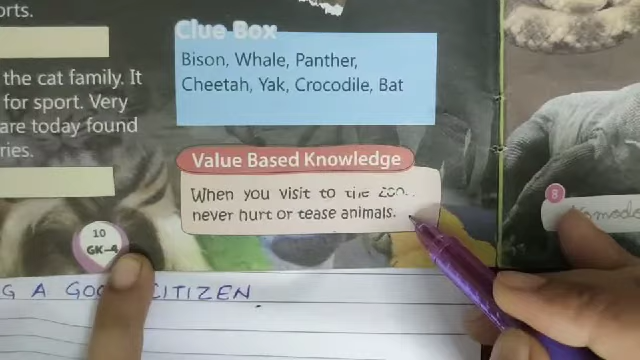 orts.
the cat family. It
for sport. Very
are today found
ries.
Clue Box
Bison, Whale, Panther,
Cheetah, Yak, Crocodile, Bat
Value Based Knowledge
When you visit to the zoo,
never hurt or tease animals.
10
GK-4
8
G A GOOD CITIZEN